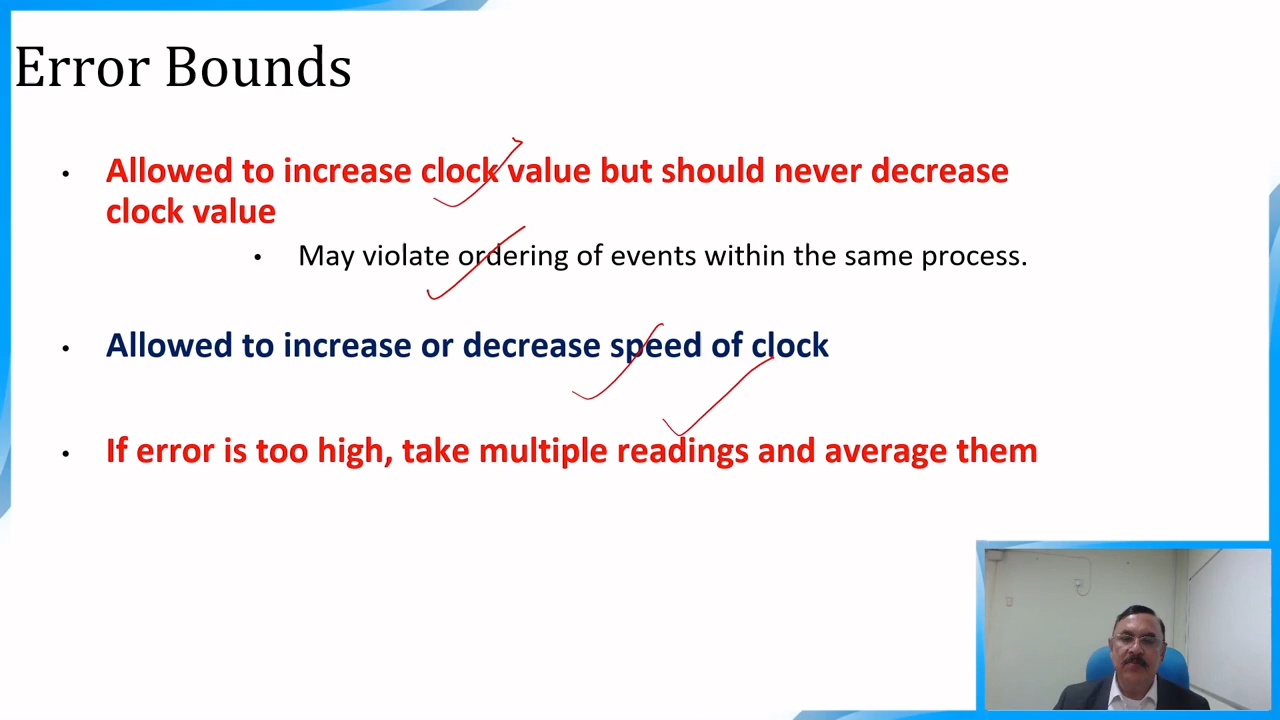 Error Bounds
• Allowed to increase clock value but should never decrease
clock value
• May violate ordering of events within the same process.
• Allowed to increase or decrease speed of clock
• If error is too high, take multiple readings and average them